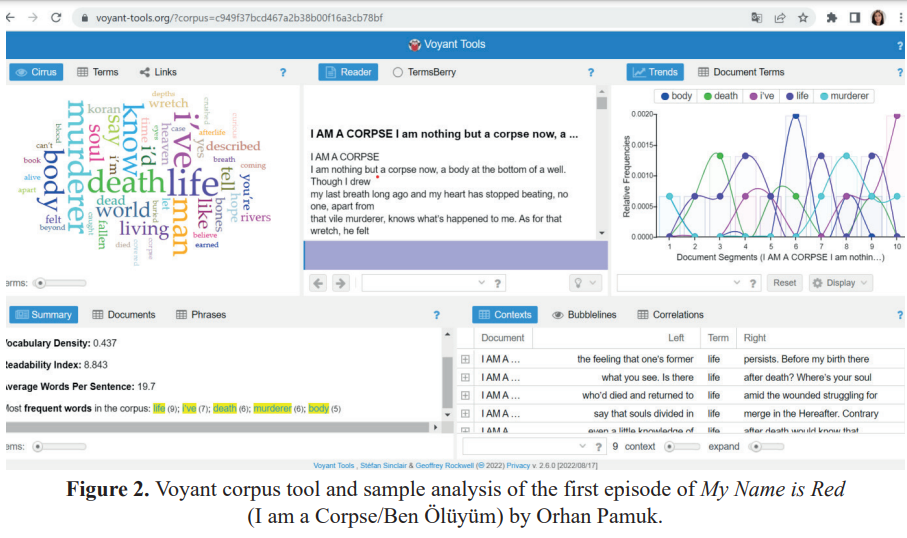 voyant-tools.org/?corpus=c949f37bcd467a2b38b00f16a3cb78bf
Voyant Tools
Cirrus Terms Links ?
Reader TermsBerry ?
Trends Document Terms ?
depths
wretch
koran
murderer
blood
can't
book
alive
apart
body
felt
beyond
soul
say
i'm
know
time
i'd
eyes
case
heaven
i've
yes
afterlife
described
breath
coming
tell
you're
hope
rivers
death
life
dead
world
fallen
caught
living
died
corpse
buried
let
man
like
bones
believe
earned
erms:
I AM A CORPSE I am nothing but a corpse now, a ...
I AM A CORPSE
I am nothing but a corpse now, a body at the bottom of a well.
Though I drew
my last breath long ago and my heart has stopped beating, no
one, apart from
that vile murderer, knows what's happened to me. As for that
wretch, he felt
?
body death i've life murderer
Relative Frequencies
0.0020
0.0015
0.0010
0.0005
0.0000
1 2 3 4 5 6 7 8 9 10
Document Segments (I AM A CORPSE I am nothin...)
? Reset Display
Summary Documents Phrases ?
ocabulary Density: 0.437
eadability Index: 8.843
verage Words Per Sentence: 19.7
ost frequent words in the corpus: life (9); i've (7); death (6); murderer (6); body (5)
ems:
Contexts Bubblelines Correlations ?
Document Left Term Right
I AM A ... the feeling that one's former life persists. Before my birth there
I AM A ... what you see. Is there life after death? Where's your soul
I AM A ... who'd died and returned to life amid the wounded struggling for
I AM A ... say that souls divided in life merge in the Hereafter. Contrary
I AM A even a little knowledge of life after death would know that
? 9 context expand
Voyant Tools , Stéfan Sinclair & Geoffrey Rockwell (@ 2022) Privacy v. 2.6.0 [2022/08/17]
Figure 2. Voyant corpus tool and sample analysis of the first episode of My Name is Red
(I am a Corpse/Ben Ölüyüm) by Orhan Pamuk.